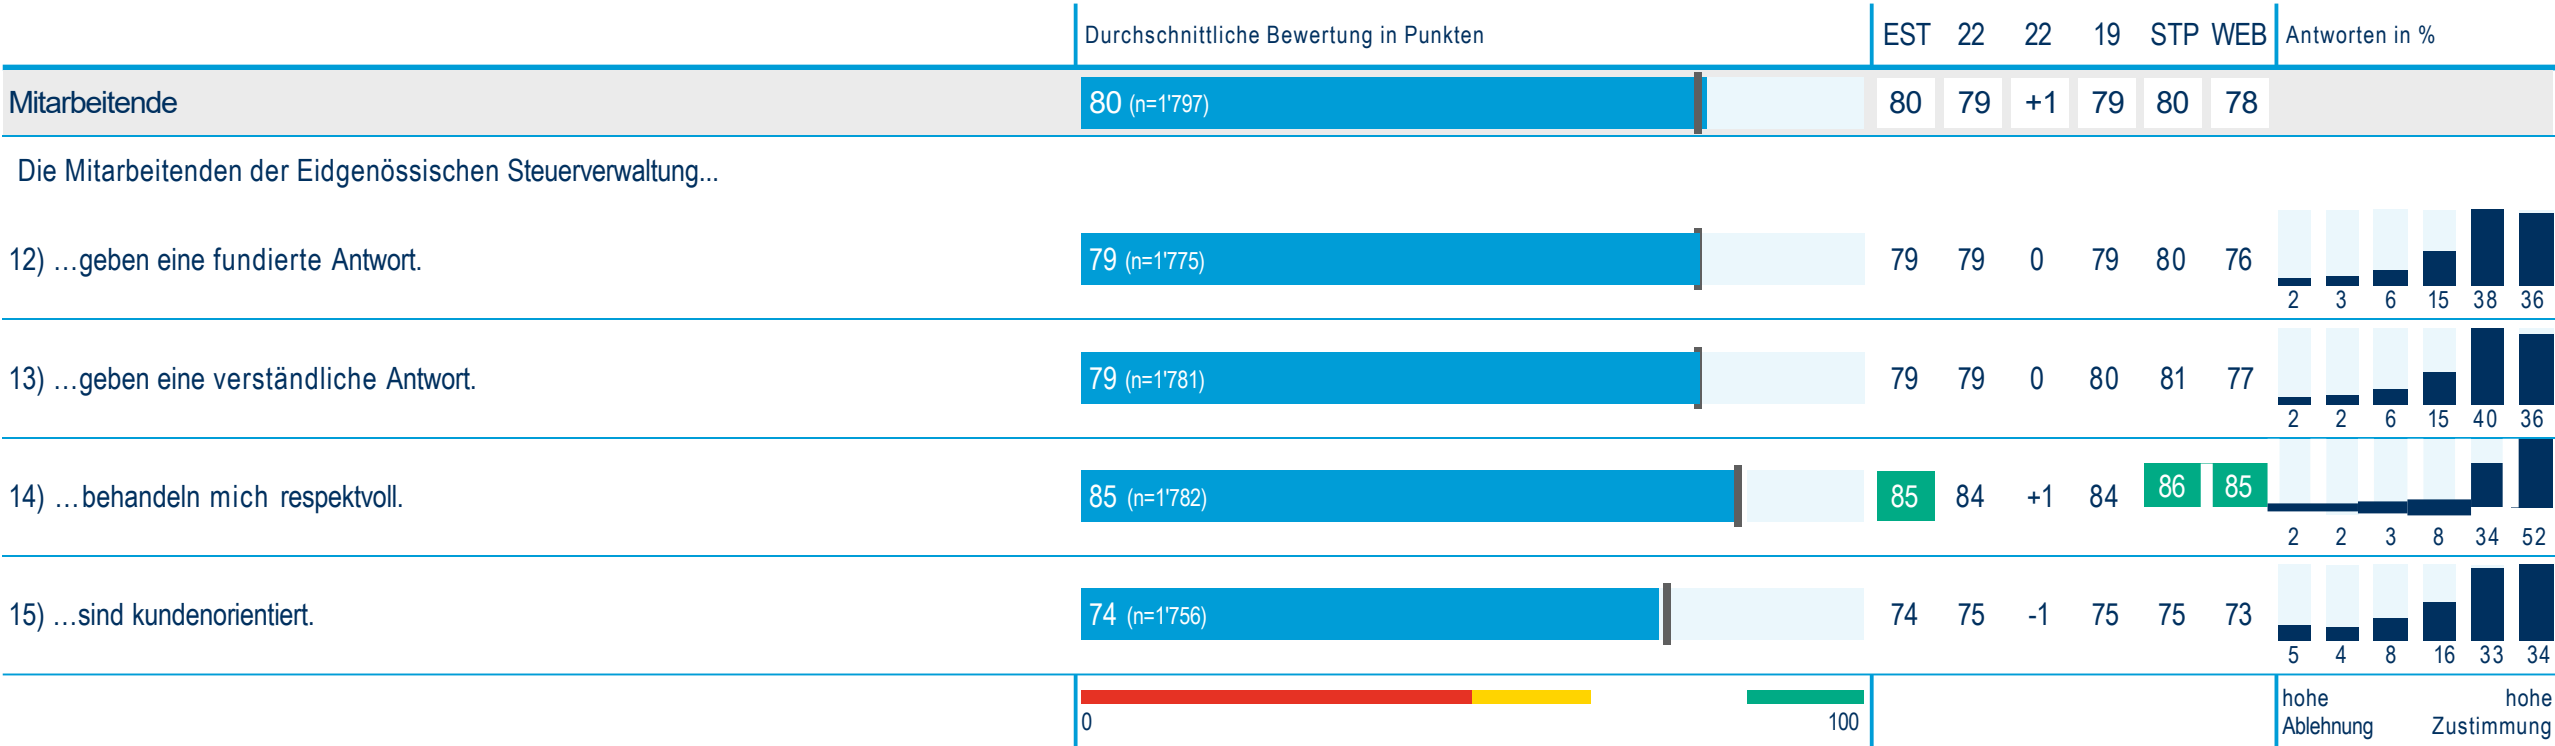 Durchschnittliche Bewertung in Punkten EST 22 22 19 STP WEB Antworten in %
Mitarbeitende 80 (n=1'797) 80 79 +1 79 80 78
Die Mitarbeitenden der Eidgenössischen Steuerverwaltung...
12) …geben eine fundierte Antwort. 79 (n=1'775) 79 79 0 79 80 76
2 3 6 15 38 36
13) …geben eine verständliche Antwort. 79 (n=1'781) 79 79 0 80 81 77
2 2 6 15 40 36
14) …behandeln mich respektvoll. 85 (n=1'782) 85 84 +1 84 86 85
2 2 3 8 34 52
15) …sind kundenorientiert. 74 (n=1'756) 74 75 -1 75 75 73
5 4 8 16 33 34
0 100
hohe Ablehnung hohe Zustimmung